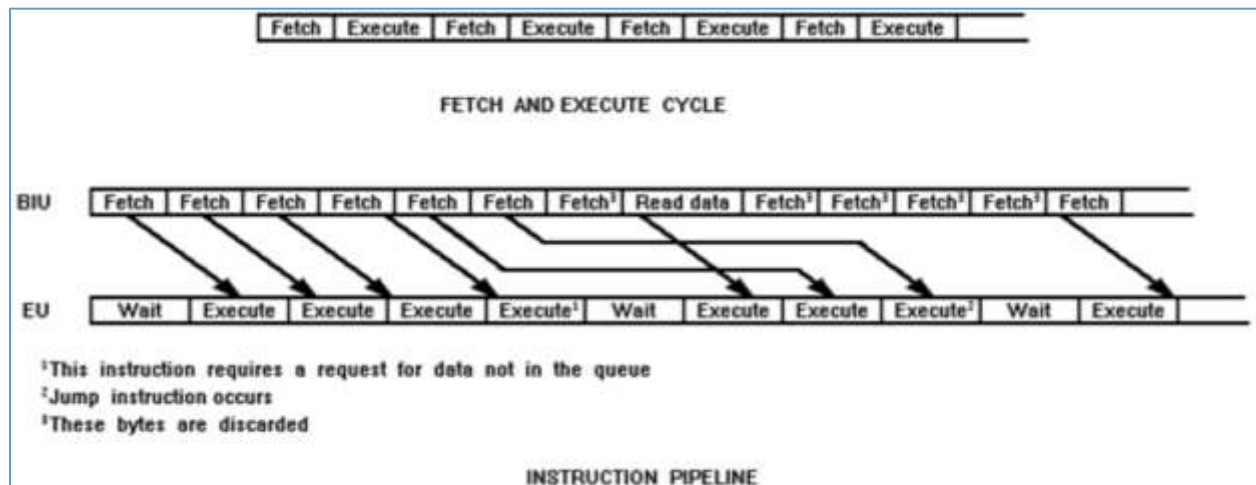 Fetch Execute Fetch Execute Fetch Execute Fetch Execute
FETCH AND EXECUTE CYCLE
BIU Fetch Fetch Fetch Fetch Fetch Fetch Fetch³ Read data Fetch³ Fetch³ Fetch³ Fetch³ Fetch
EU Wait Execute Execute Execute Execute¹ Wait Execute Execute Execute² Wait Execute
¹This instruction requires a request for data not in the queue
²Jump instruction occurs
³These bytes are discarded
INSTRUCTION PIPELINE